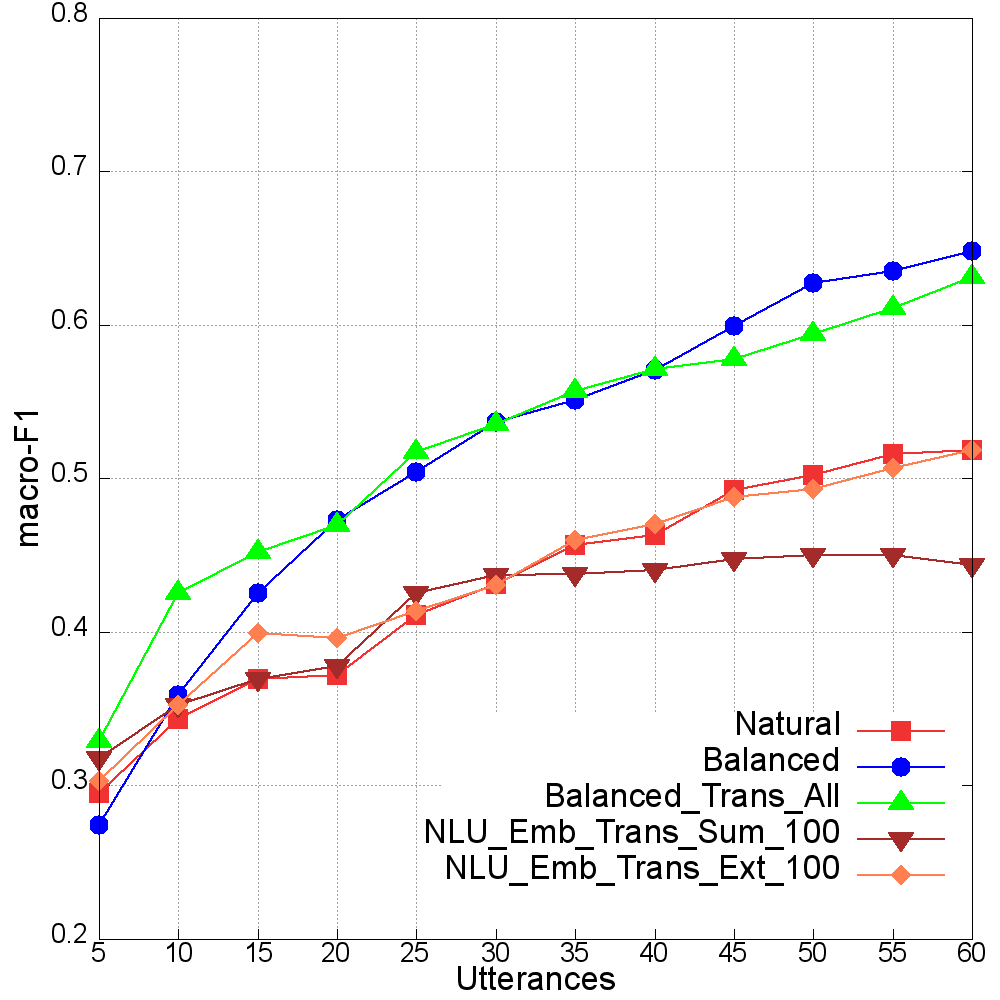 0.8
0.7
0.6
0.5
0.4
0.3
0.2
macro-F1
Natural
Balanced
Balanced_Trans_All
NLU_Emb_Trans_Sum_100
NLU_Emb_Trans_Ext_100
5 10 15 20 25 30 35 40 45 50 55 60
Utterances